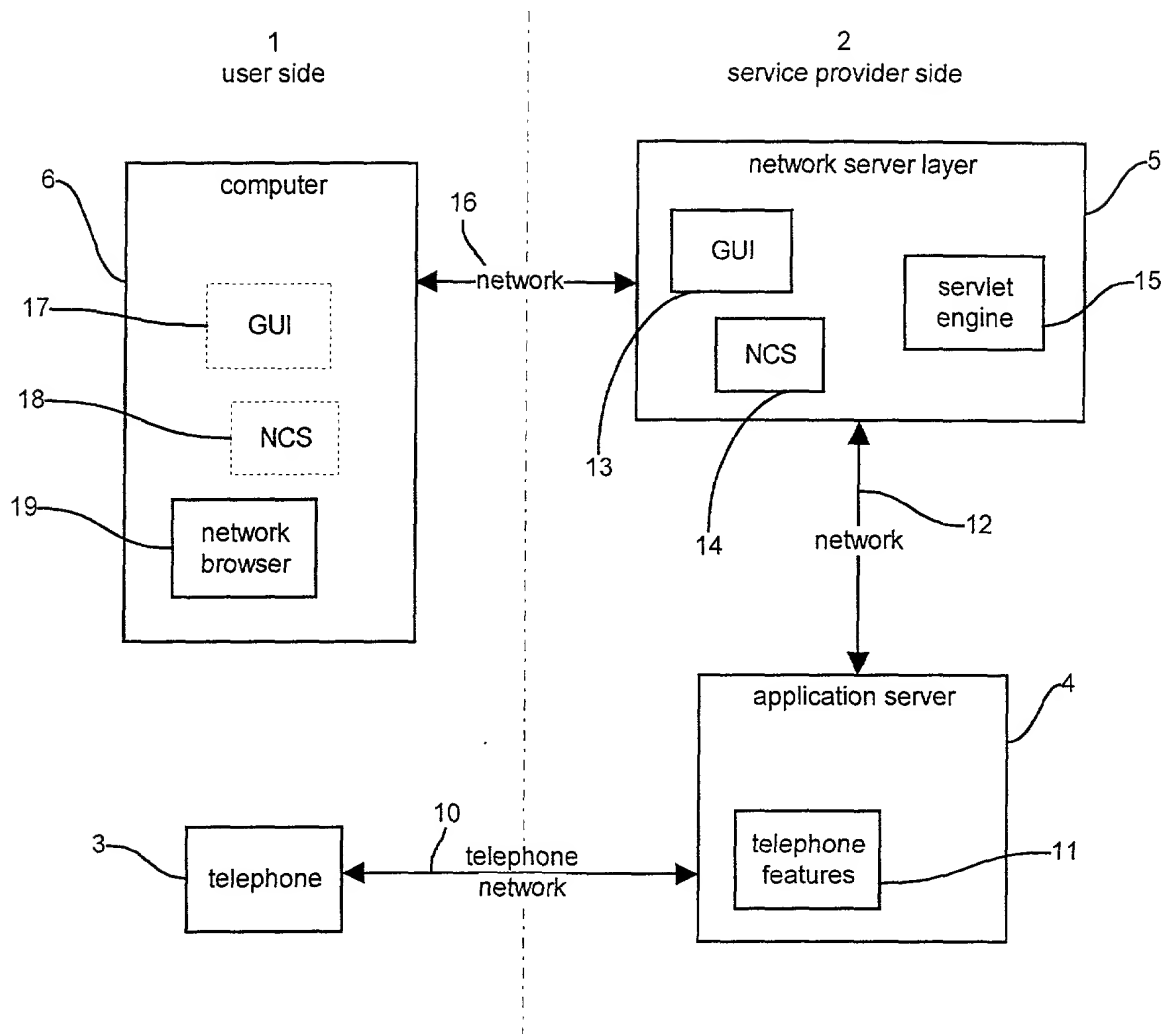 1
user side
2
service provider side
6
computer
16
network
network server layer
5
17
GUI
GUI
servlet
engine
15
18
NCS
NCS
13
14
19
network
browser
12
network
application server
4
3
telephone
10
telephone
network
telephone
features
11